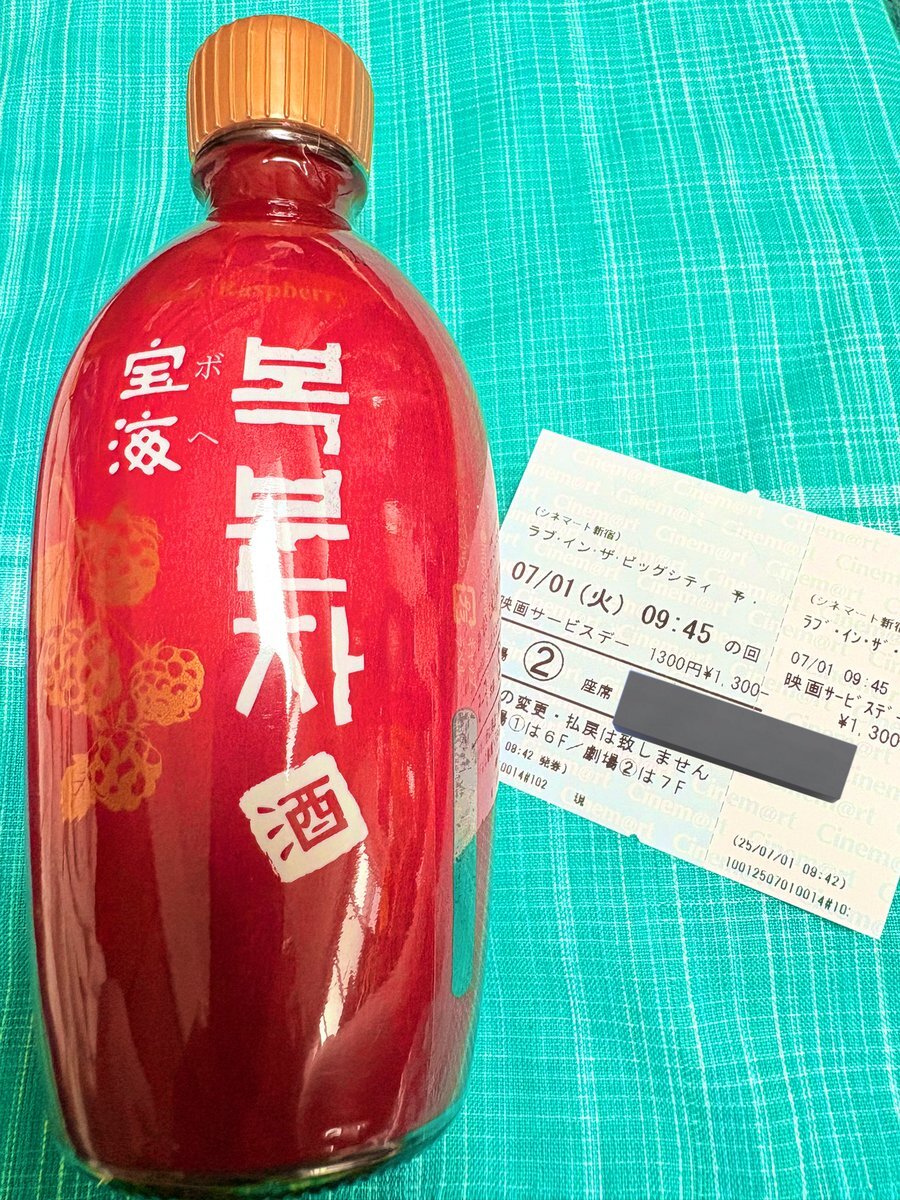 Raspberry
복분자
酒
宝海
ボヘ
(シネマート新宿)
ラブ・イン・ザ・ビッグシティ 予・
07/01(火) 09:45 の回
映画サービスデー 1300円¥1,300-
② 座席
の変更・払戻は致しません
①は6F/劇場②は7F
09:42 発券)
0014#102 現
(シネマート新宿
ラブ・イン・ザ・
07/01 09:45
映画サービスデー
¥1,300
(25/07/01 09:42)
10012507010014#10:
Cinem@rt